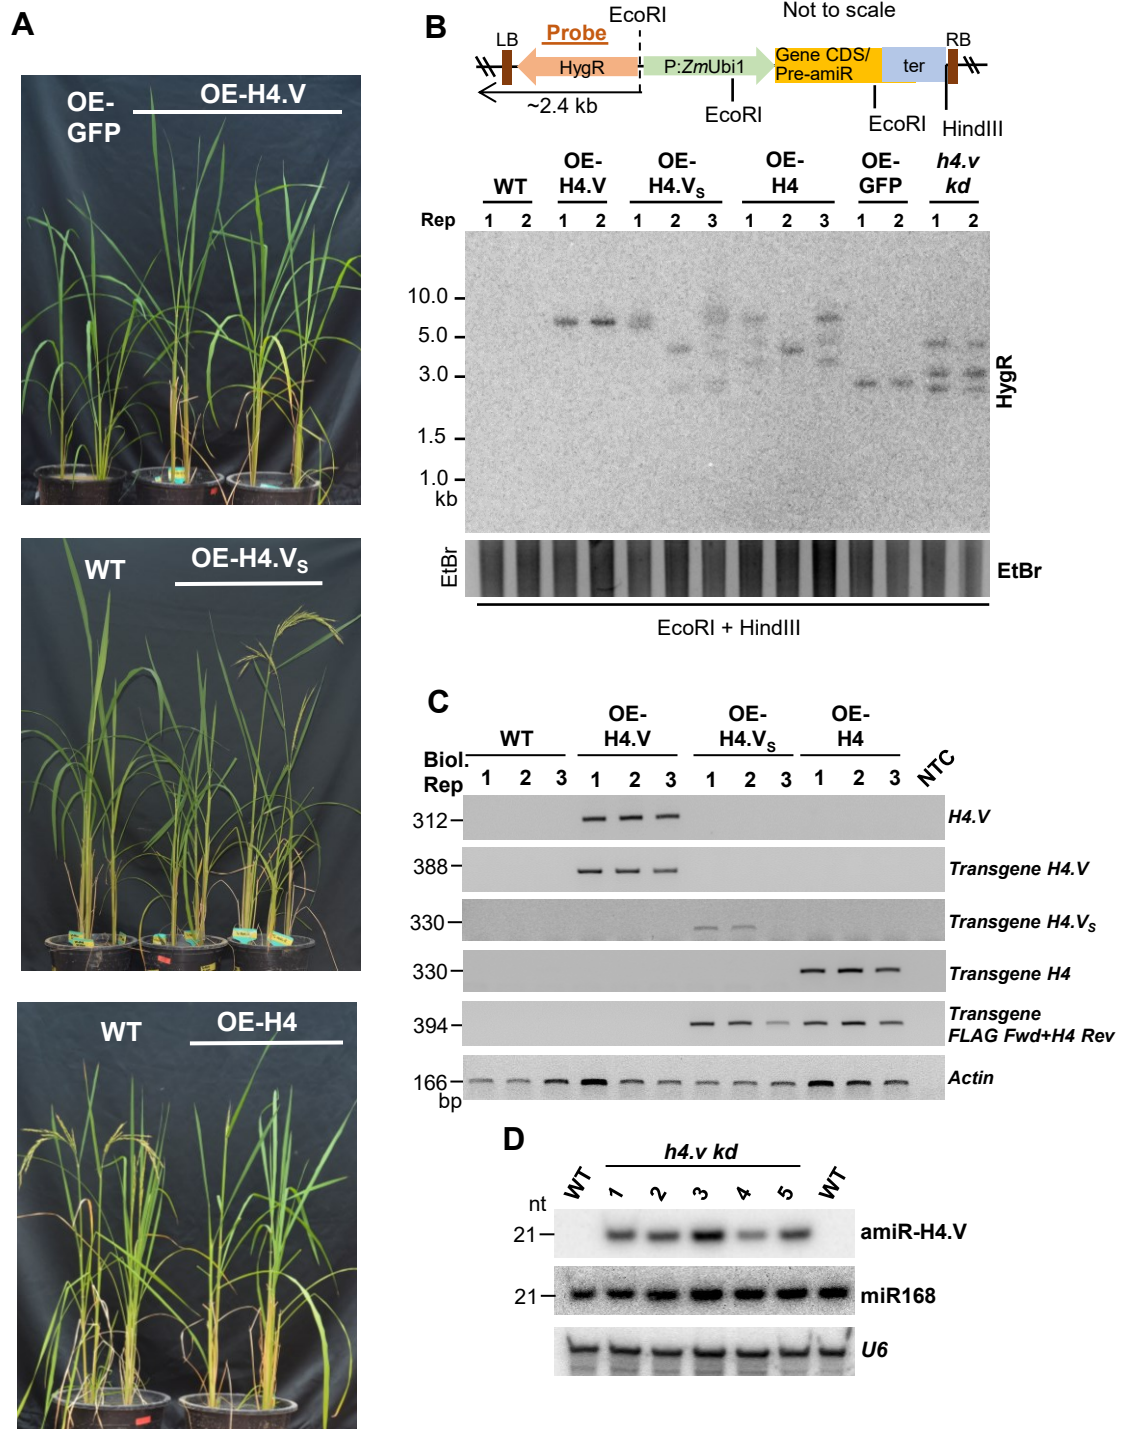 A
OE-
GFP
OE-H4.V
WT
OE-H4.VS
WT
OE-H4
B
EcoRI
Not to scale
LB
Probe
RB
HygR
P:ZmUbi1
Gene CDS/
Pre-amiR
ter
~2.4 kb
EcoRI
EcoRI
HindIII
WT
OE-
H4.V
OE-
H4.VS
OE-
H4
OE-
GFP
h4.v
kd
Rep 1 2 1 2 1 2 3 1 2 3 1 2 1 2
10.0
5.0
3.0
1.5
1.0
kb
HygR
EtBr
EtBr
EcoRI + HindIII
C
WT
OE-
H4.V
OE-
H4.VS
OE-
H4
NTC
Biol.
Rep 1 2 3 1 2 3 1 2 3 1 2 3
312 H4.V
388 Transgene H4.V
330 Transgene H4.VS
330 Transgene H4
394 Transgene
FLAG Fwd+H4 Rev
166 Actin
bp
D
h4.v kd
WT 1 2 3 4 5 WT
nt
21 amiR-H4.V
21 miR168
U6